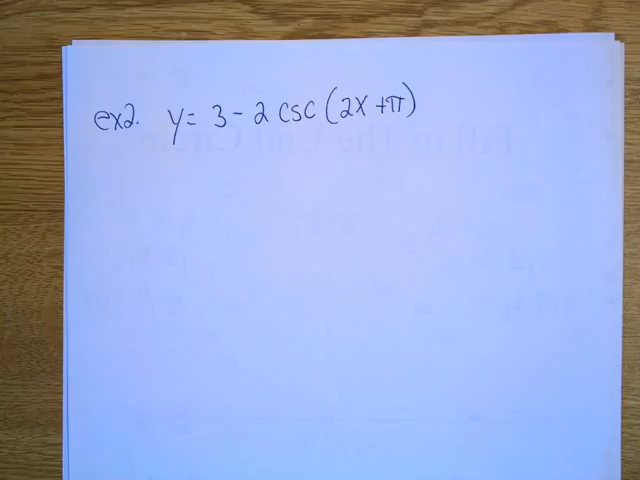 ex2. y = 3 - 2 csc (2x + π)